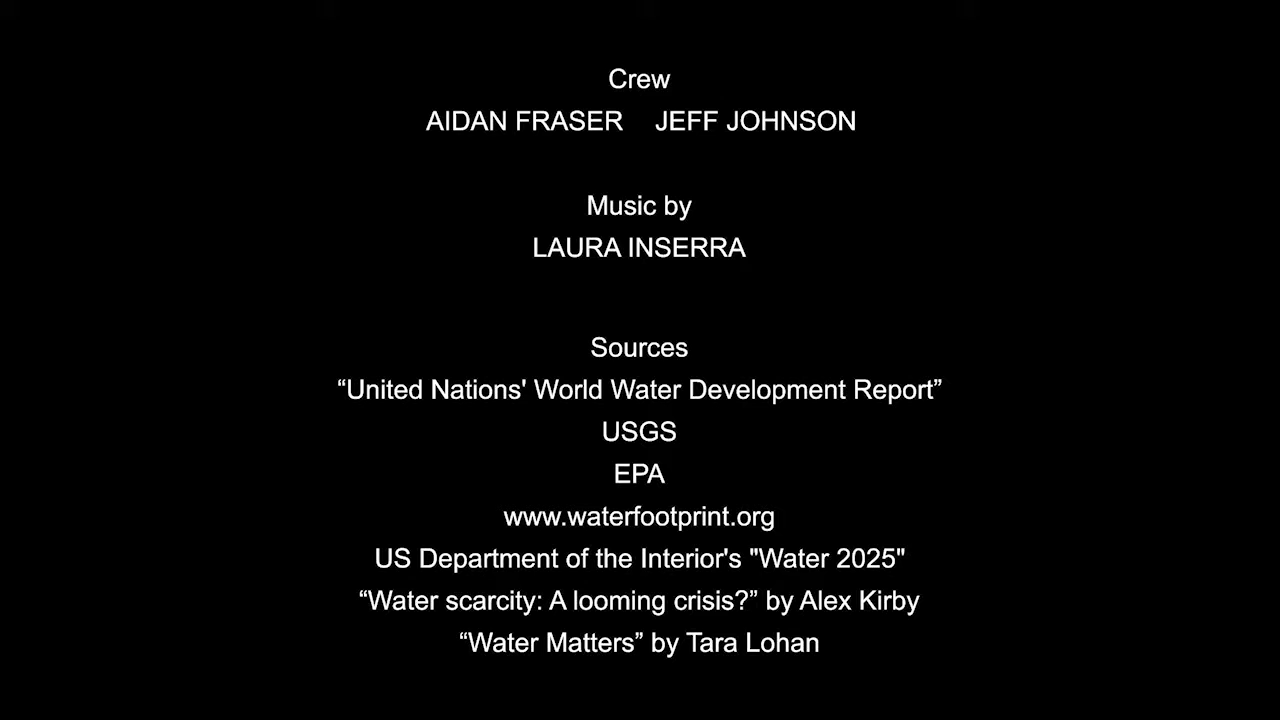 Crew
AIDAN FRASER JEFF JOHNSON
Music by
LAURA INSERRA
Sources
“United Nations' World Water Development Report”
USGS
EPA
www.waterfootprint.org
US Department of the Interior's "Water 2025"
“Water scarcity: A looming crisis?” by Alex Kirby
“Water Matters” by Tara Lohan